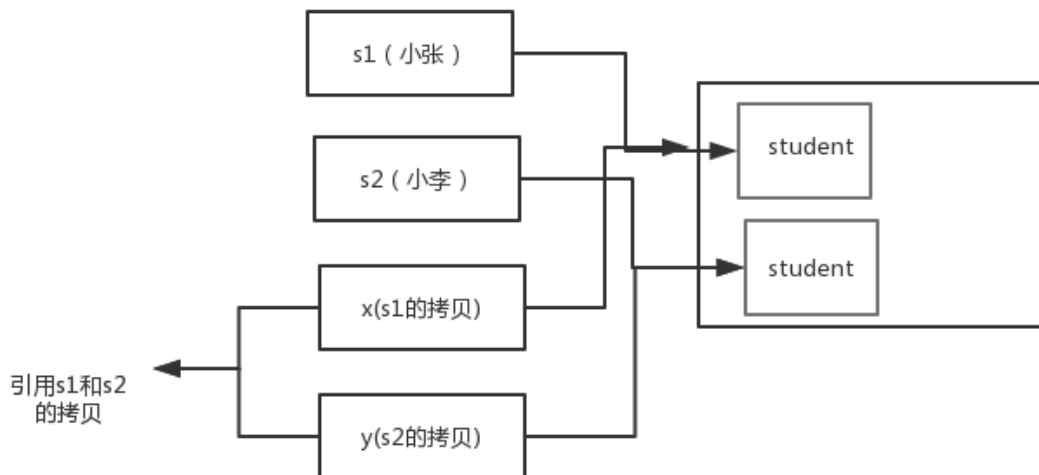 s1（小张）
student
s2（小李）
student
x(s1的拷贝)
引用s1和s2
的拷贝
y(s2的拷贝)